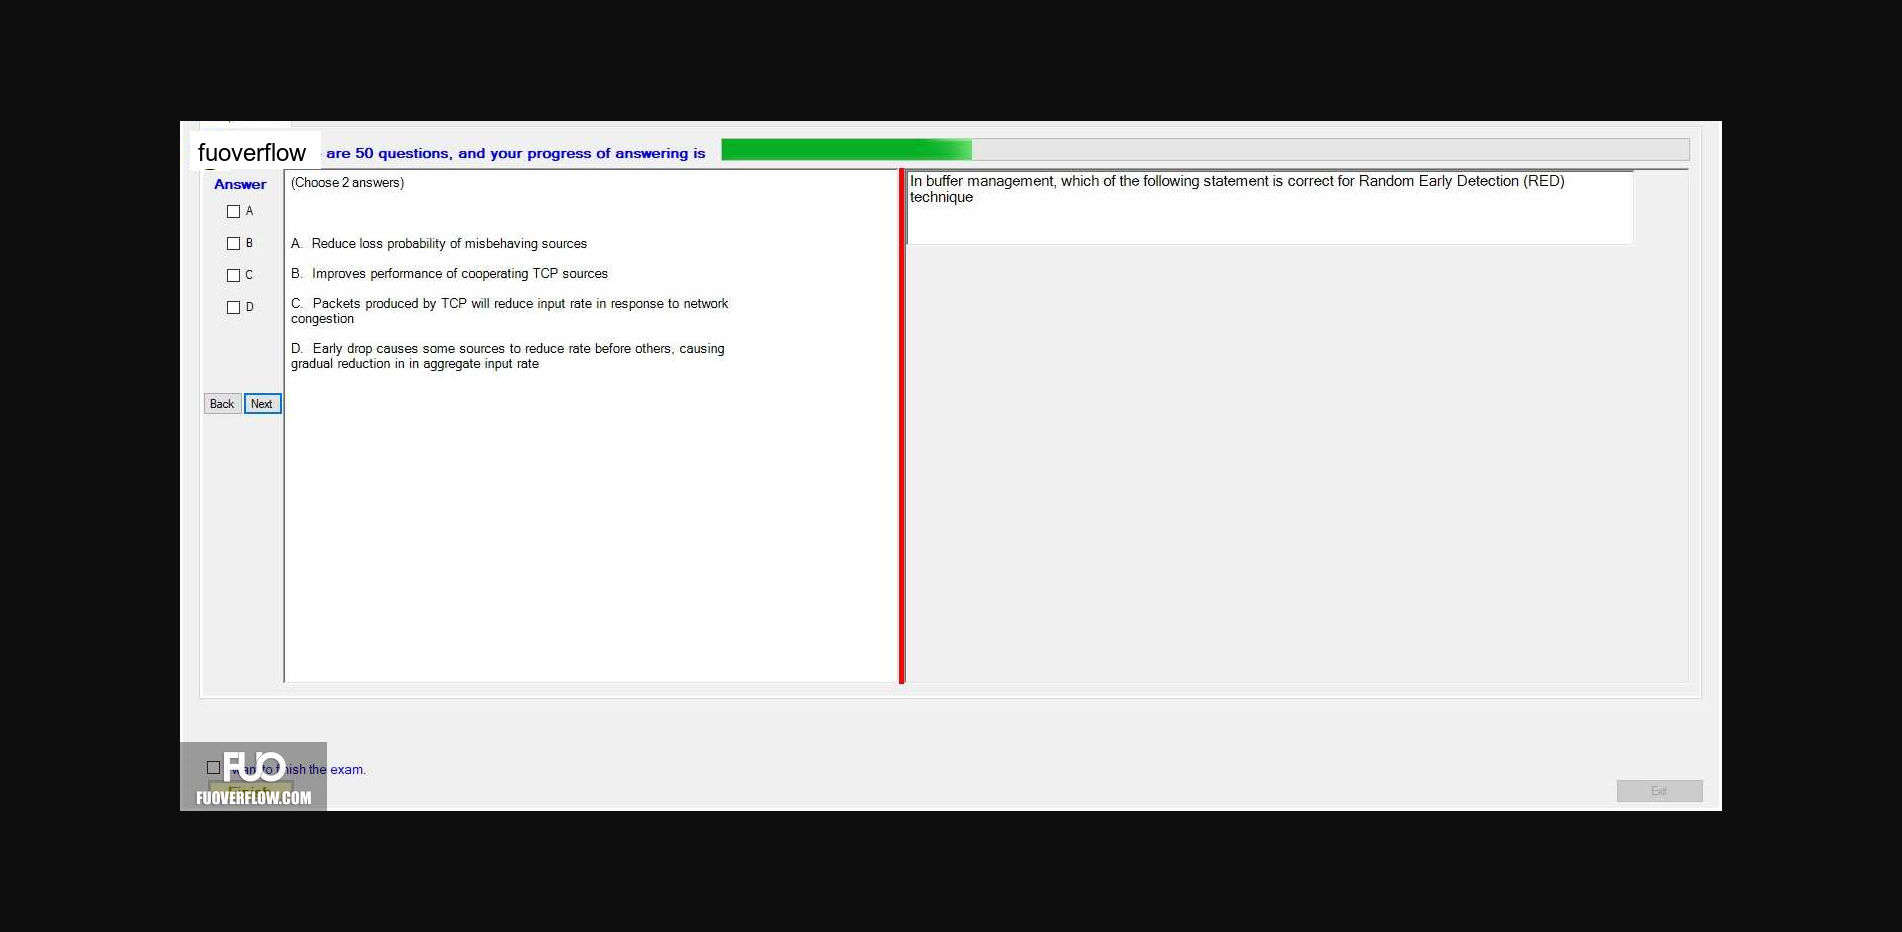 fuoverflow are 50 questions, and your progress of answering is
Answer
A
B
C
D
Back Next
(Choose 2 answers)
A. Reduce loss probability of misbehaving sources
B. Improves performance of cooperating TCP sources
C. Packets produced by TCP will reduce input rate in response to network
congestion
D. Early drop causes some sources to reduce rate before others, causing
gradual reduction in in aggregate input rate
In buffer management, which of the following statement is correct for Random Early Detection (RED)
technique
FUO
to finish the exam.
Finish
FUOVERFLOW.COM
Exit